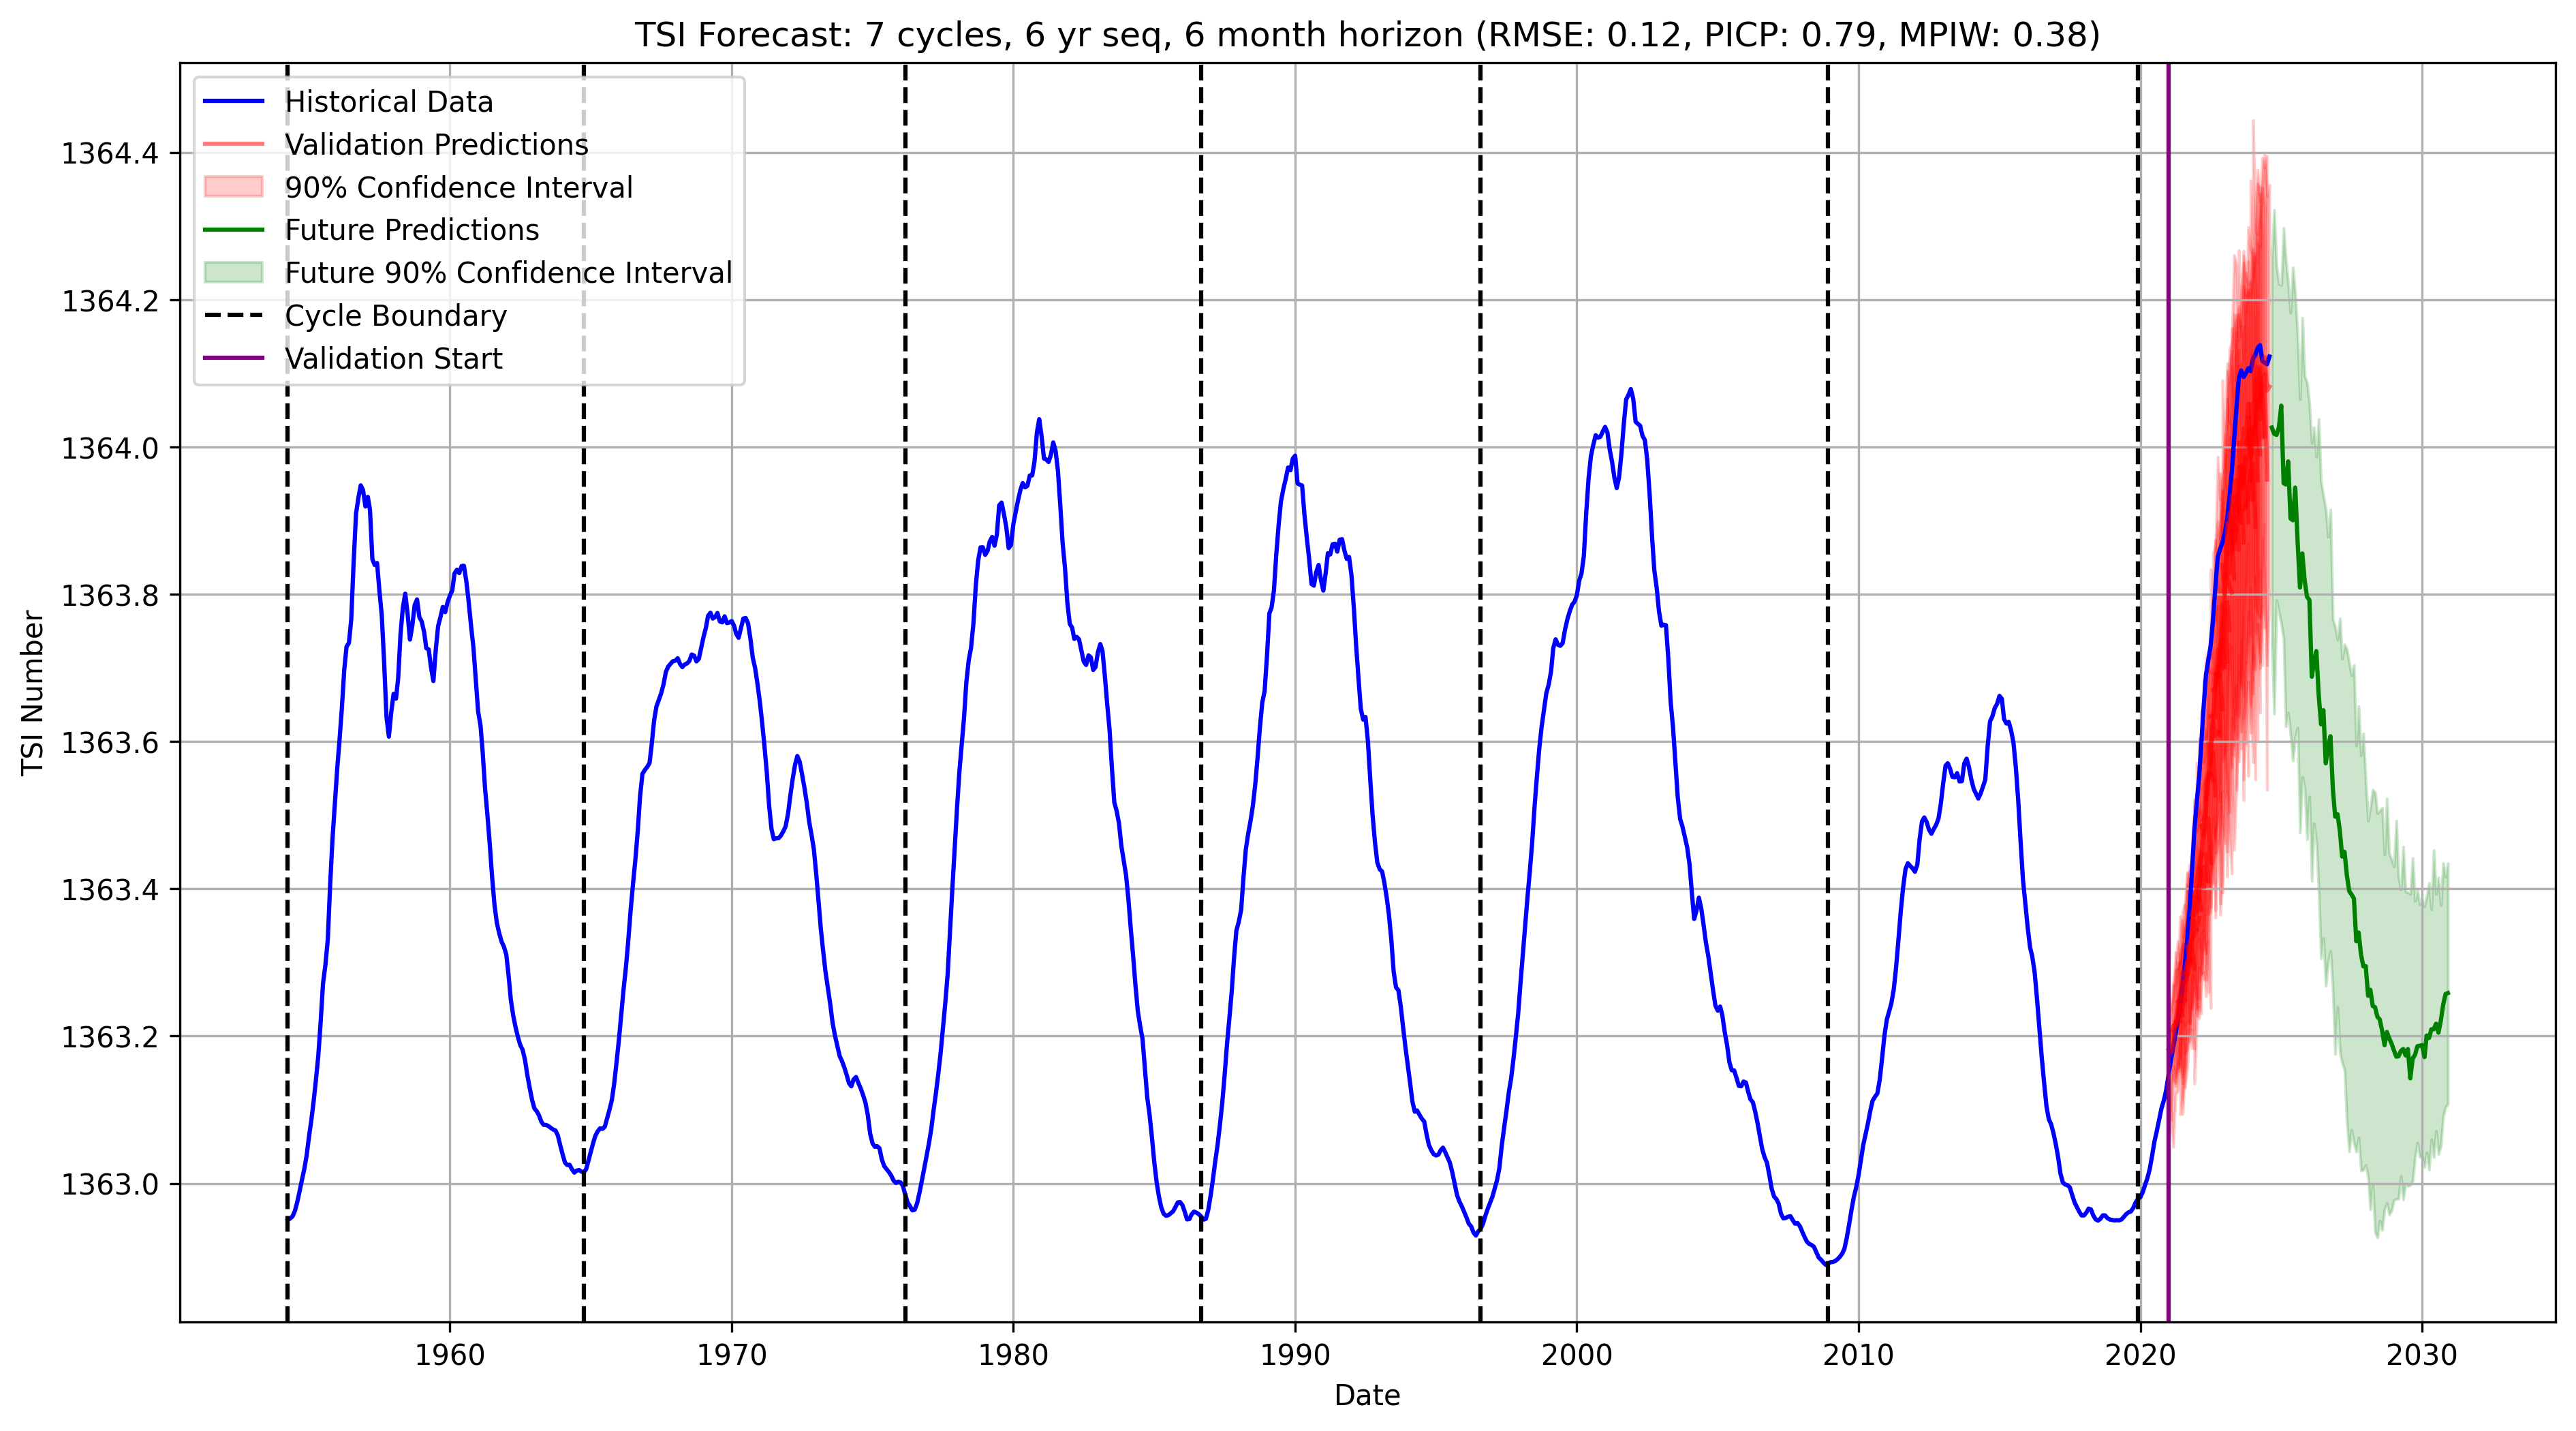 TSI Forecast: 7 cycles, 6 yr seq, 6 month horizon (RMSE: 0.12, PICP: 0.79, MPIW: 0.38)
Historical Data
Validation Predictions
90% Confidence Interval
Future Predictions
Future 90% Confidence Interval
Cycle Boundary
Validation Start
TSI Number
1364.4
1364.2
1364.0
1363.8
1363.6
1363.4
1363.2
1363.0
1960
1970
1980
1990
2000
2010
2020
2030
Date